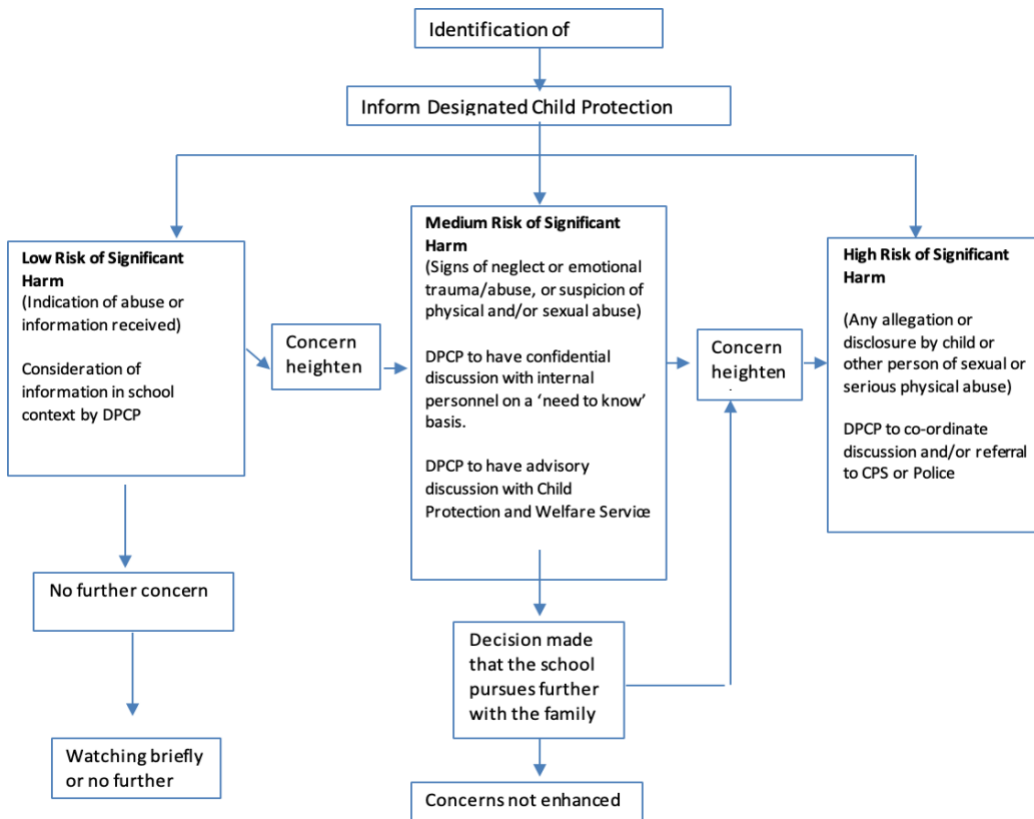 Identification of
Inform Designated Child Protection
Low Risk of Significant
Harm
(Indication of abuse or
information received)
Consideration of
information in school
context by DPCP
Concern
heighten
Medium Risk of Significant
Harm
(Signs of neglect or emotional
trauma/abuse, or suspicion of
physical and/or sexual abuse)
DPCP to have confidential
discussion with internal
personnel on a ‘need to know’
basis.
DPCP to have advisory
discussion with Child
Protection and Welfare Service
Concern
heighten
.
High Risk of Significant
Harm
(Any allegation or
disclosure by child or
other person of sexual or
serious physical abuse)
DPCP to co-ordinate
discussion and/or referral
to CPS or Police
No further concern
Decision made
that the school
pursues further
with the family
Watching briefly
or no further
Concerns not enhanced